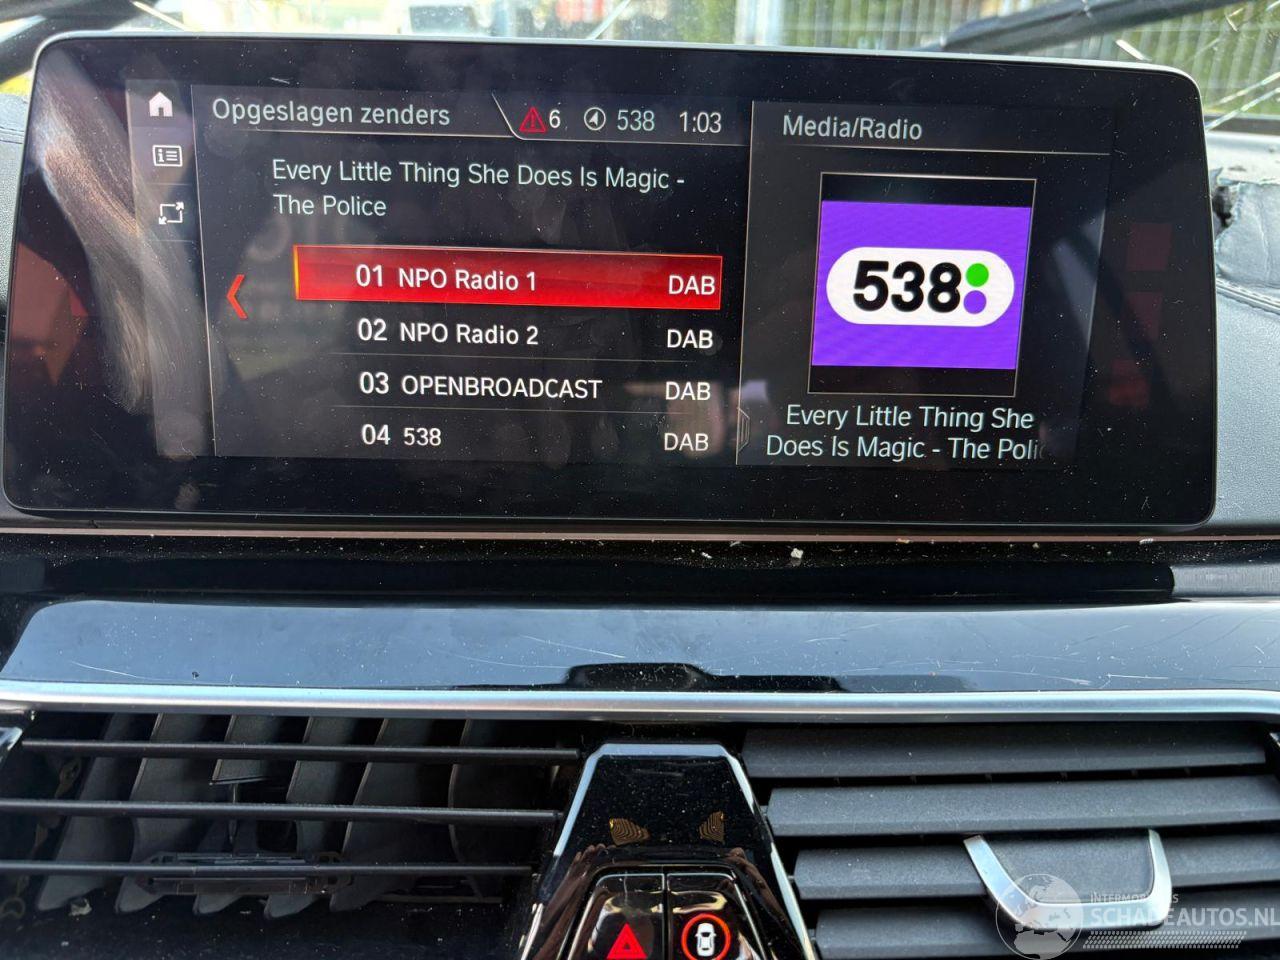 Opgeslagen zenders
6 538 1:03
Media/Radio
Every Little Thing She Does Is Magic -
The Police
01 NPO Radio 1 DAB
02 NPO Radio 2 DAB
03 OPENBROADCAST DAB
04 538 DAB
538
Every Little Thing She
Does Is Magic - The Poli
SCHADEAUTOS.NL